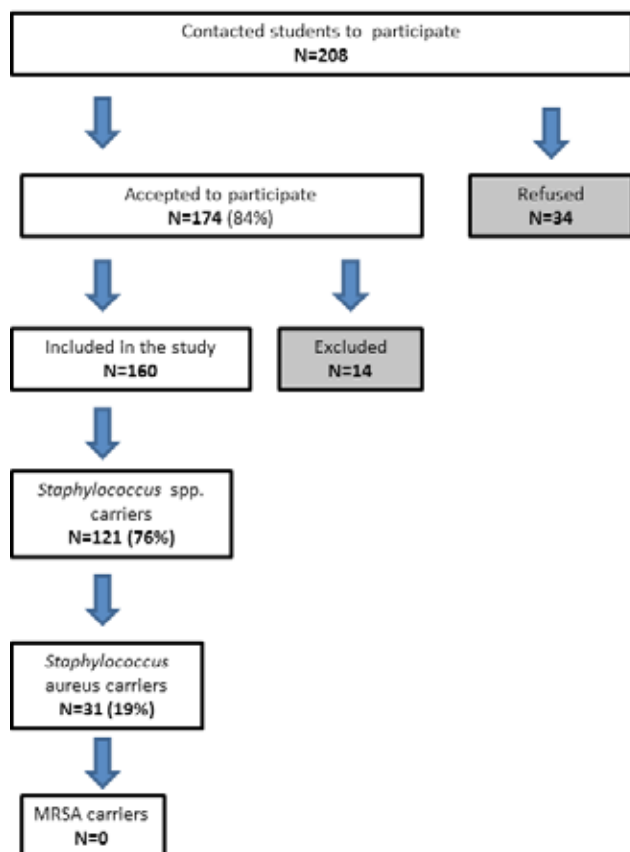 Contacted students to participate
N=208
Accepted to participate
N=174 (84%)
Refused
N=34
Included in the study
N=160
Excluded
N=14
Staphylococcus spp.
carriers
N=121 (76%)
Staphylococcus
aureus carriers
N=31 (19%)
MRSA carriers
N=0